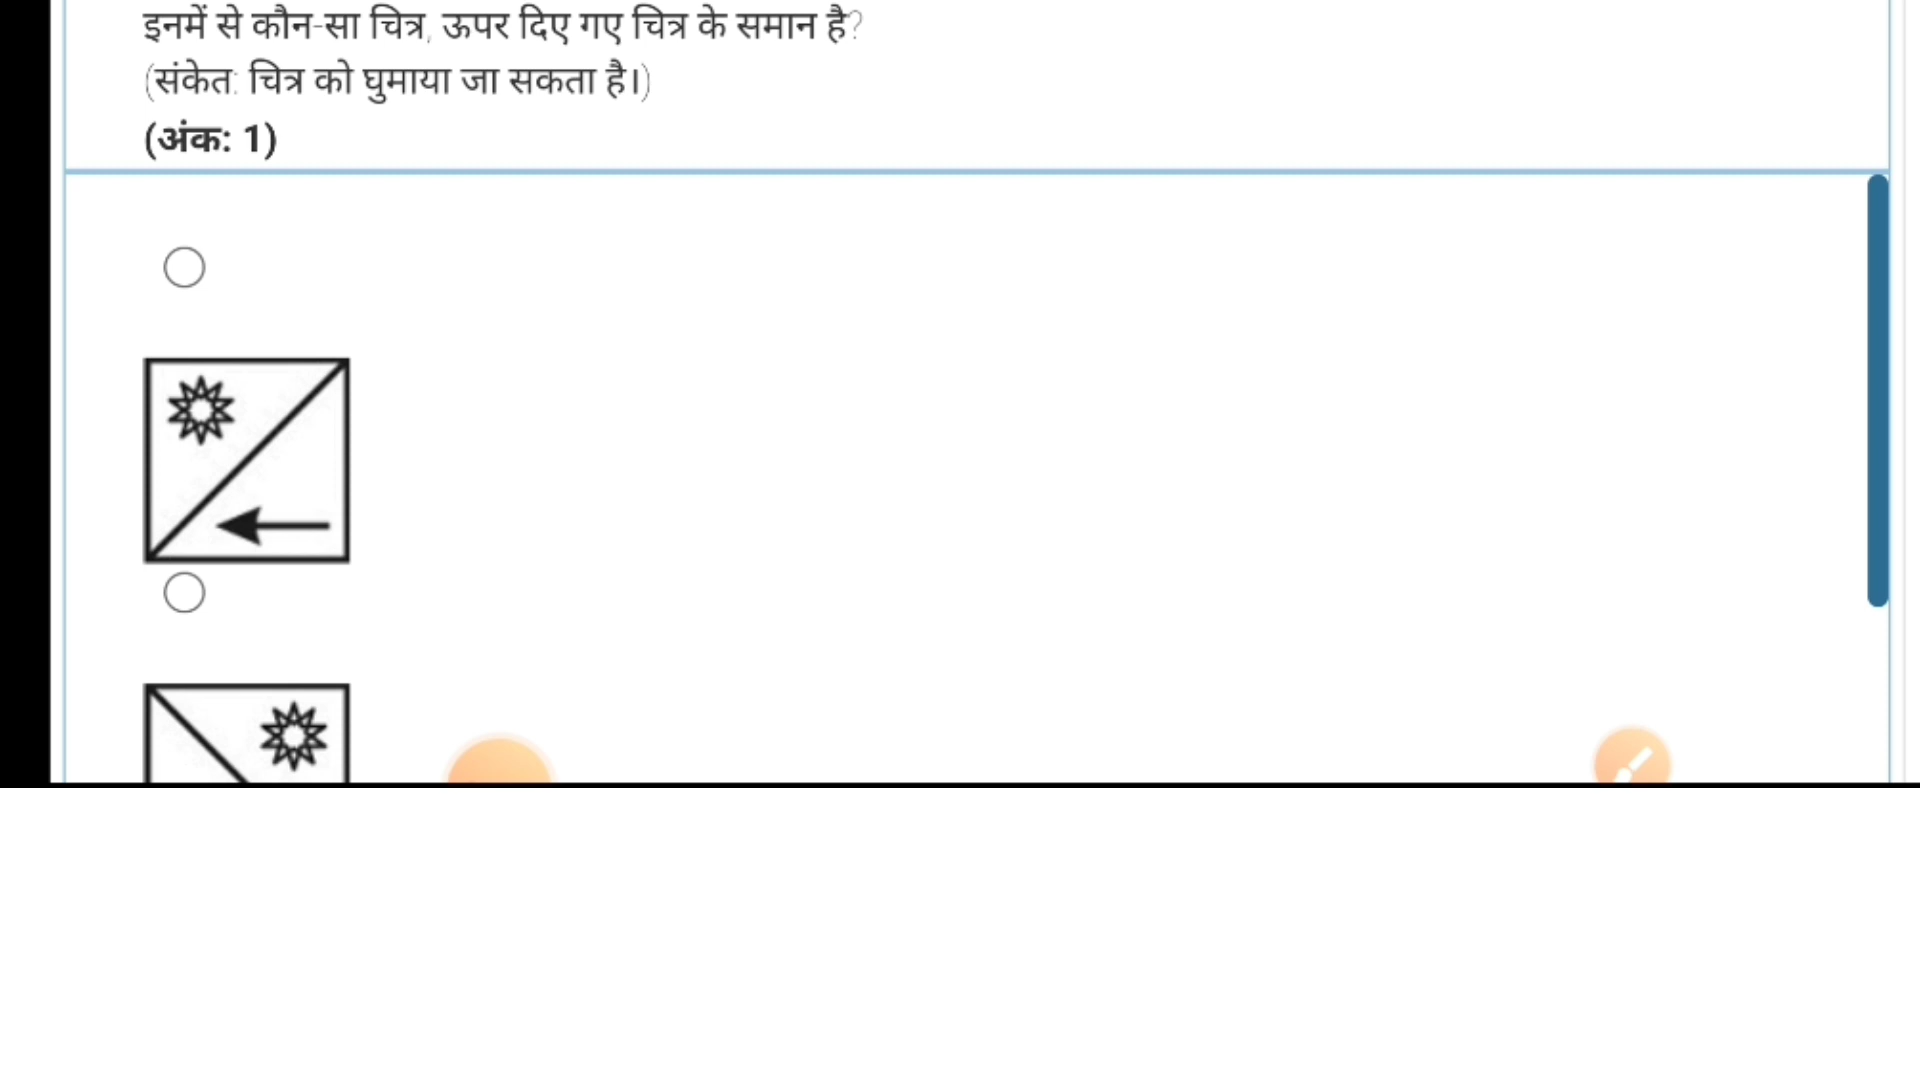 इनमें से कौन-सा चित्र, ऊपर दिए गए चित्र के समान है?
(संकेत: चित्र को घुमाया जा सकता है।)
(अंक: 1)